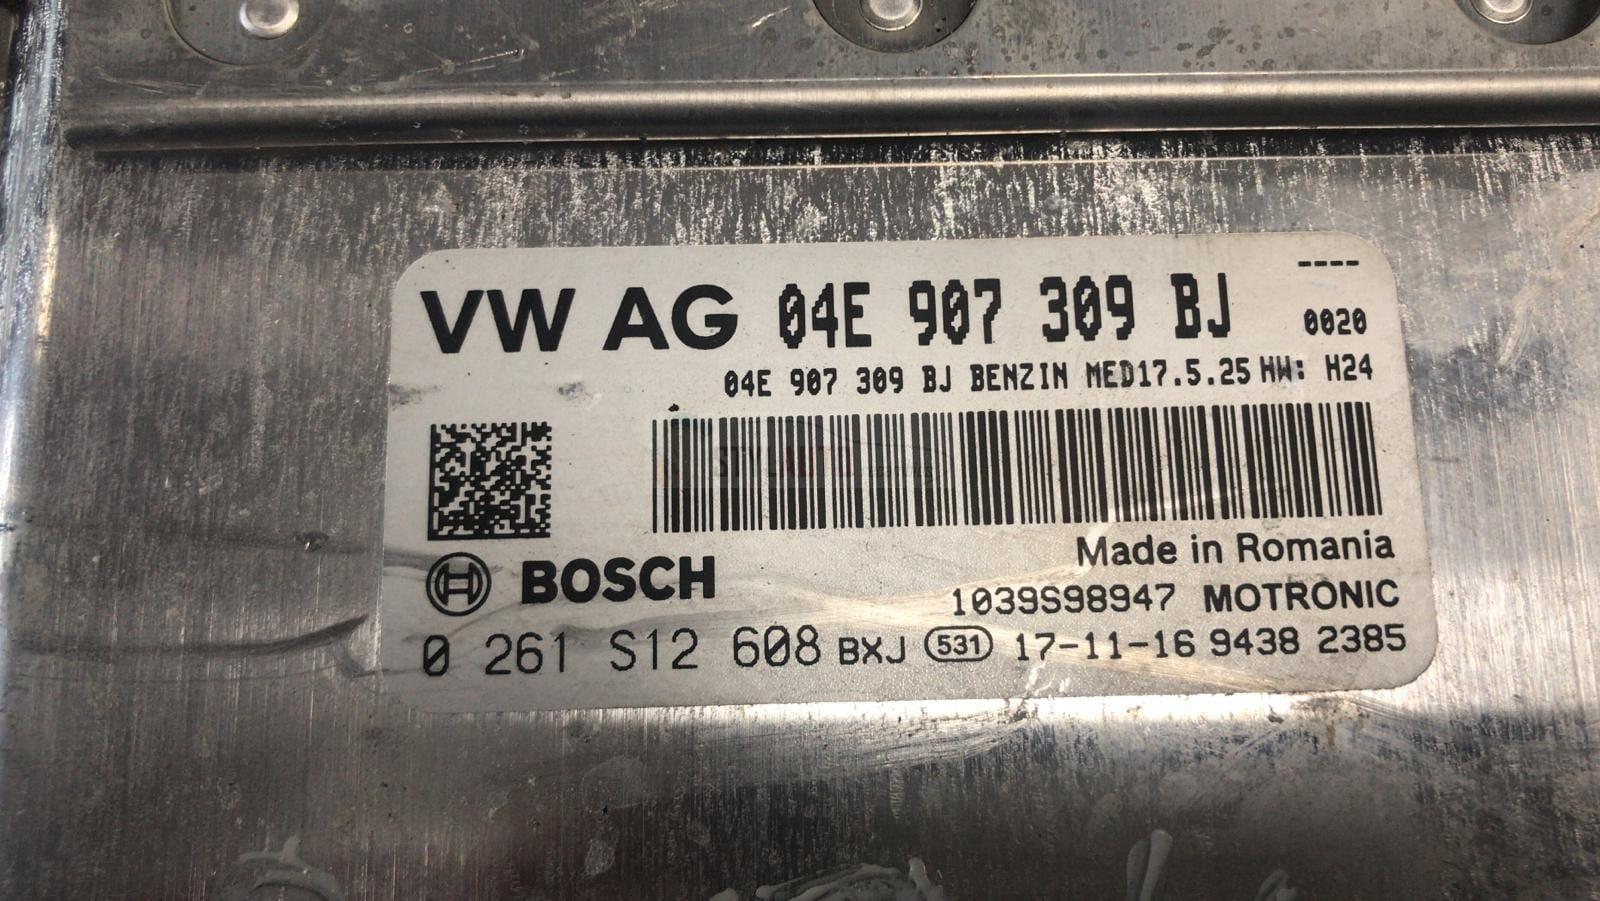 ----
VW AG 04E 907 309 BJ 0020
04E 907 309 BJ BENZIN MED17.5.25 HW: H24
STYLAUTO
Made in Romania
BOSCH
1039S98947 MOTRONIC
0 261 S12 608 BXJ 531 17-11-16 9438 2385